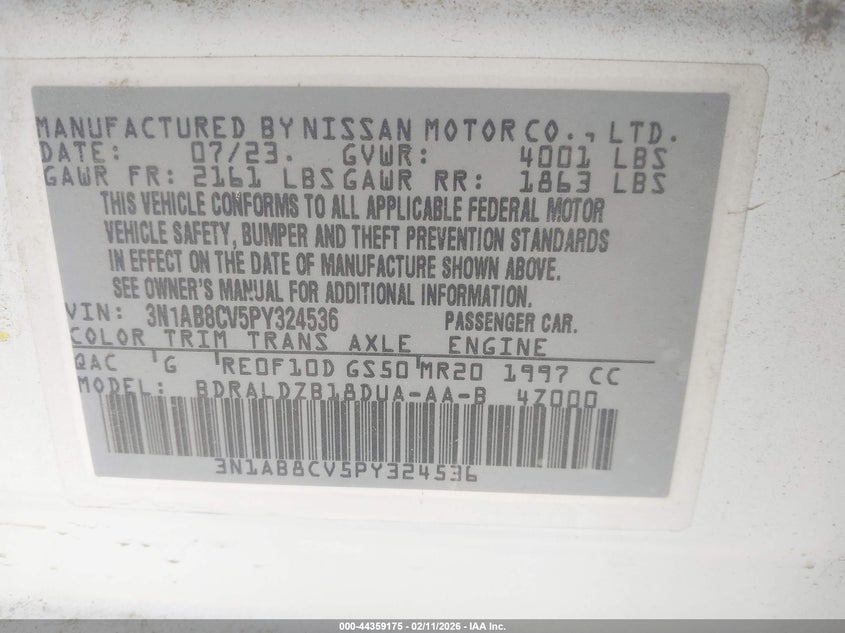 MANUFACTURED BY NISSAN MOTOR CO., LTD.
DATE: 07/23. GVWR: 4001 LBS
GAWR FR: 2161 LBS GAWR RR: 1863 LBS
THIS VEHICLE CONFORMS TO ALL APPLICABLE FEDERAL MOTOR
VEHICLE SAFETY, BUMPER AND THEFT PREVENTION STANDARDS
IN EFFECT ON THE DATE OF MANUFACTURE SHOWN ABOVE.
SEE OWNER'S MANUAL FOR ADDITIONAL INFORMATION.
VIN: 3N1AB8CV5PY324536 PASSENGER CAR.
COLOR TRIM TRANS AXLE ENGINE
QAC G RE0F10D GS50 MR20 1997 CC
MODEL: BDRALDZB18DUA-AA-B 47000
3N1AB8CV5PY324536
000-44359175 - 02/11/2026 - IAA Inc.